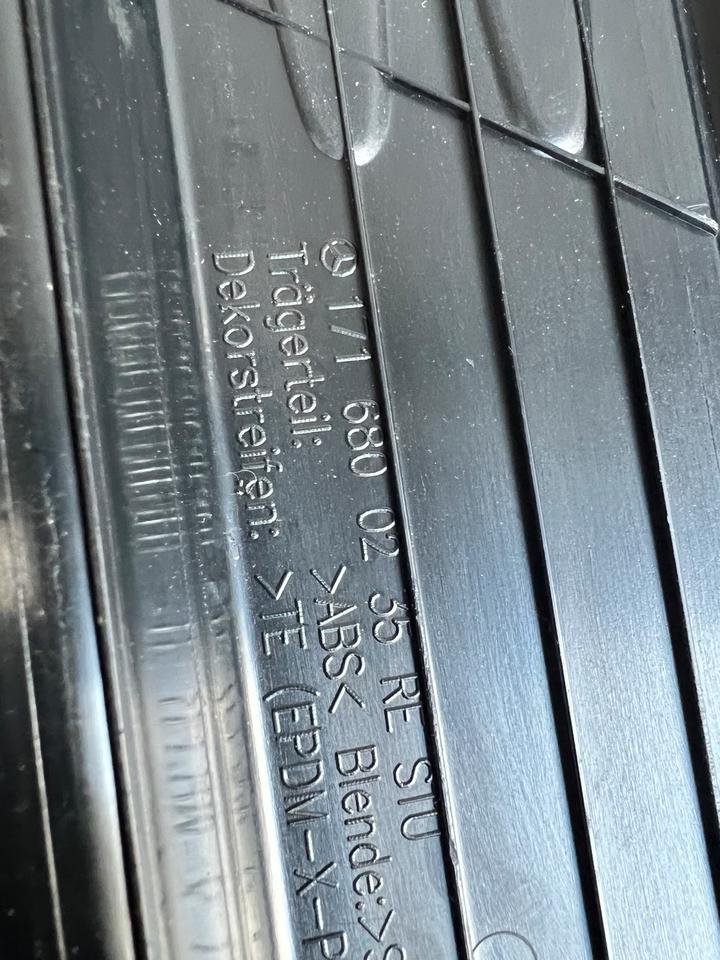 171 680 02 35 RE STU
Trägerteil: >ABS< Blende:>S
Dekorstreifen: >TE (EPDM-X-P